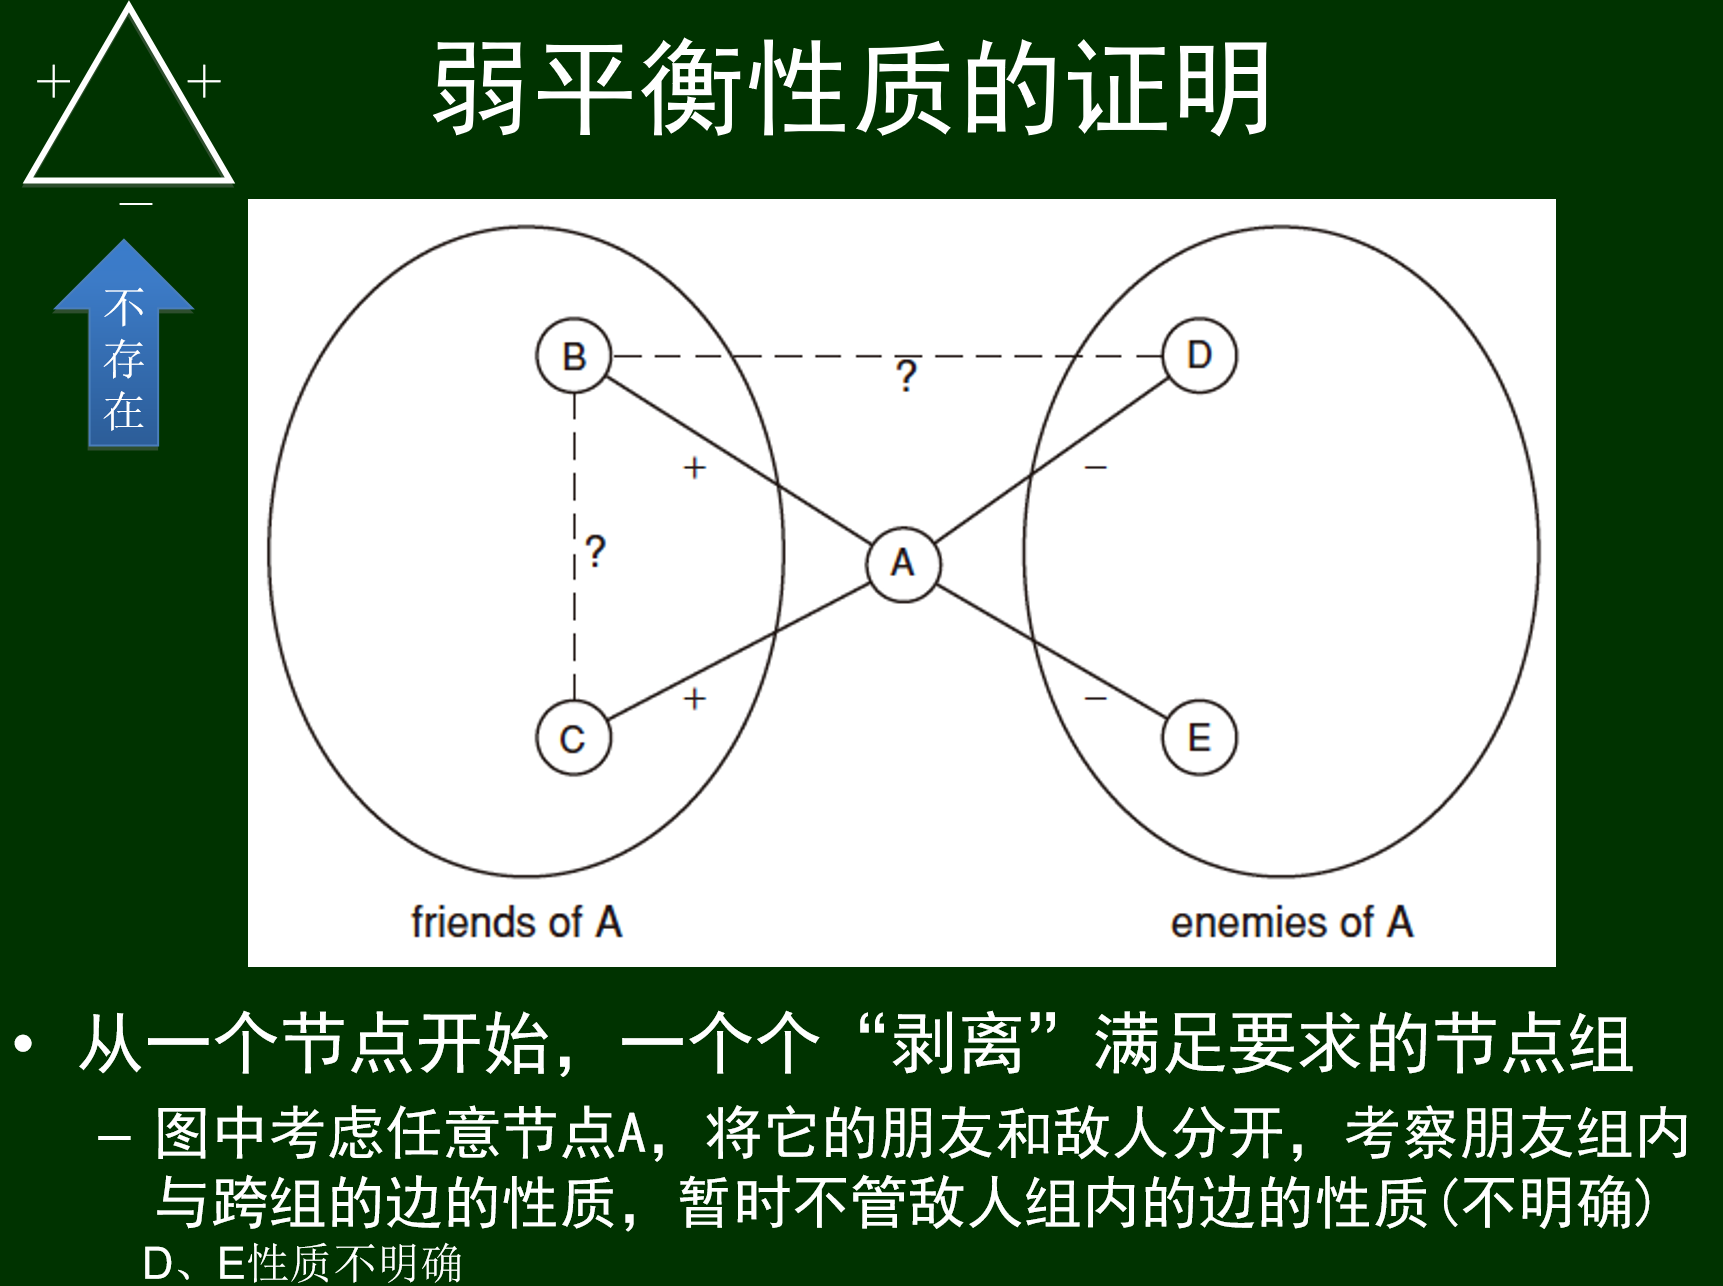 弱平衡性质的证明
+ +
−
不
存
在
B D
?
+ −
?
A
+ −
C E
friends of A enemies of A
• 从一个节点开始，一个个“剥离”满足要求的节点组
– 图中考虑任意节点A，将它的朋友和敌人分开，考察朋友组内
与跨组的边的性质，暂时不管敌人组内的边的性质(不明确)
D、E性质不明确